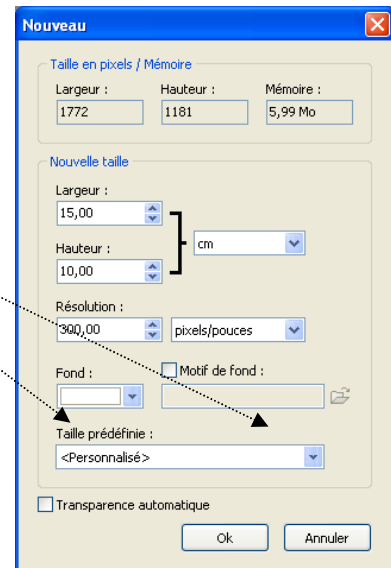 Nouveau
Taille en pixels / Mémoire
Largeur : Hauteur : Mémoire :
1772 1181 5,99 Mo
Nouvelle taille
Largeur :
15,00
cm
Hauteur :
10,00
Résolution :
300,00 pixels/pouces
Fond : Motif de fond :
Taille prédéfinie :
<Personnalisé>
Transparence automatique
Ok Annuler